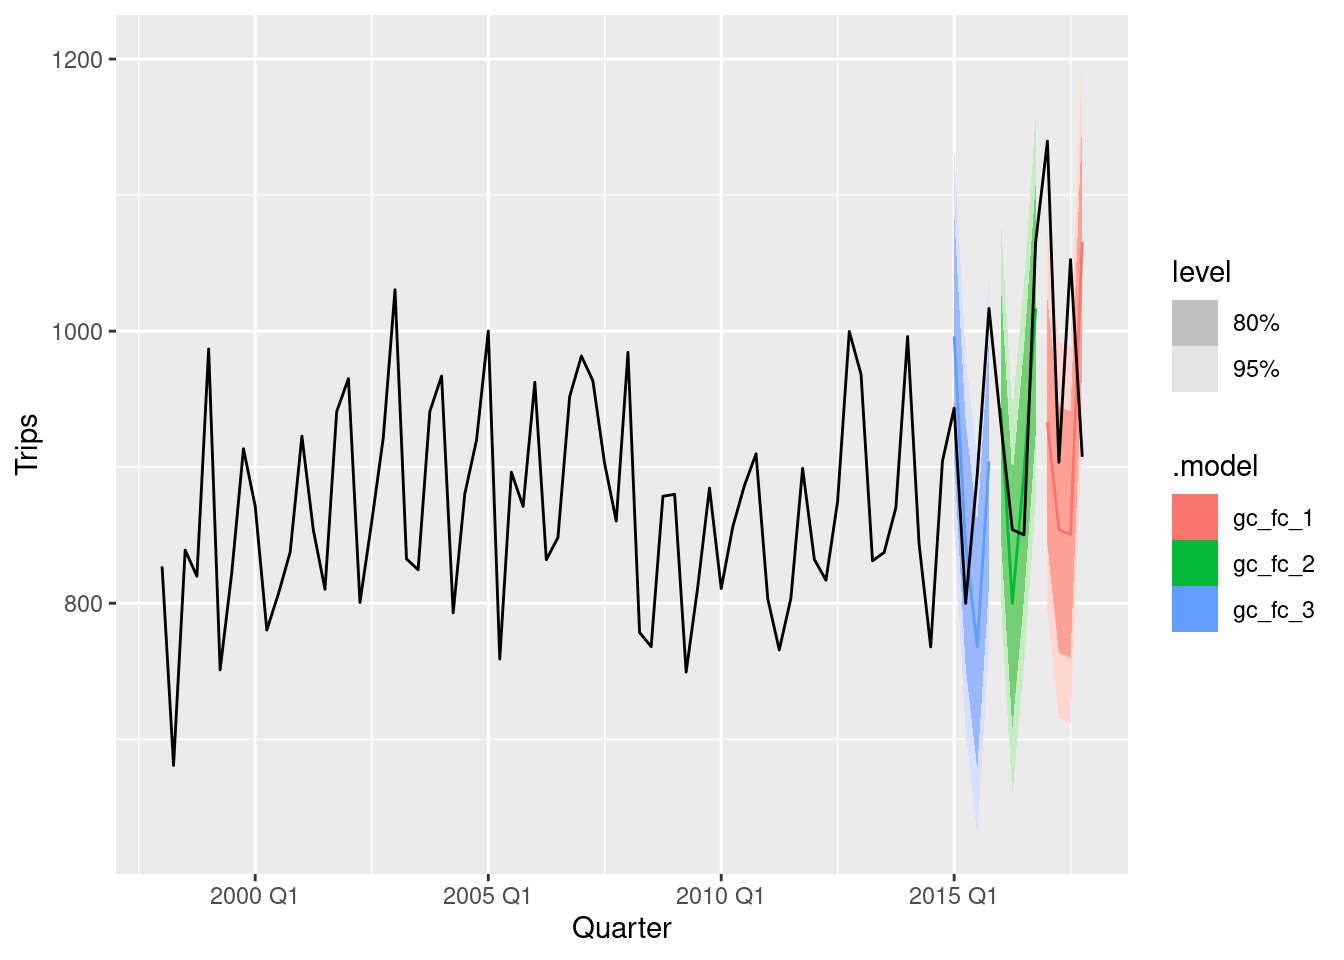 1200
1000
800
Trips
2000 Q1
2005 Q1
2010 Q1
2015 Q1
Quarter
level
80%
95%
.model
gc_fc_1
gc_fc_2
gc_fc_3